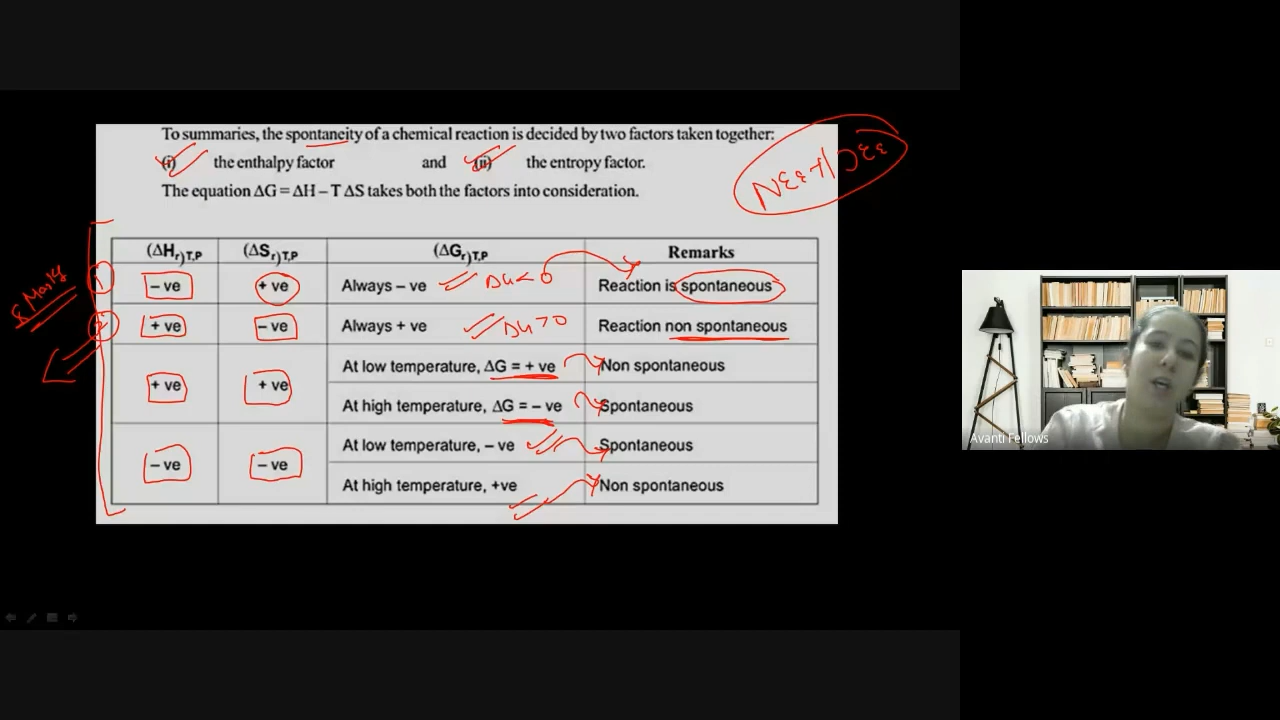 To summaries, the spontaneity of a chemical reaction is decided by two factors taken together:
(i) the enthalpy factor and (ii) the entropy factor.
The equation ΔG = ΔH – T ΔS takes both the factors into consideration.
NEET/JEE
(ΔHr)T,P (ΔSr)T,P (ΔGr)T,P Remarks
1 – ve + ve Always – ve ΔG < 0 Reaction is spontaneous
2 + ve – ve Always + ve ΔG > 0 Reaction non spontaneous
+ ve + ve At low temperature, ΔG = + ve Non spontaneous
At high temperature, ΔG = – ve Spontaneous
– ve – ve At low temperature, – ve Spontaneous
At high temperature, +ve Non spontaneous
Avanti Fellows